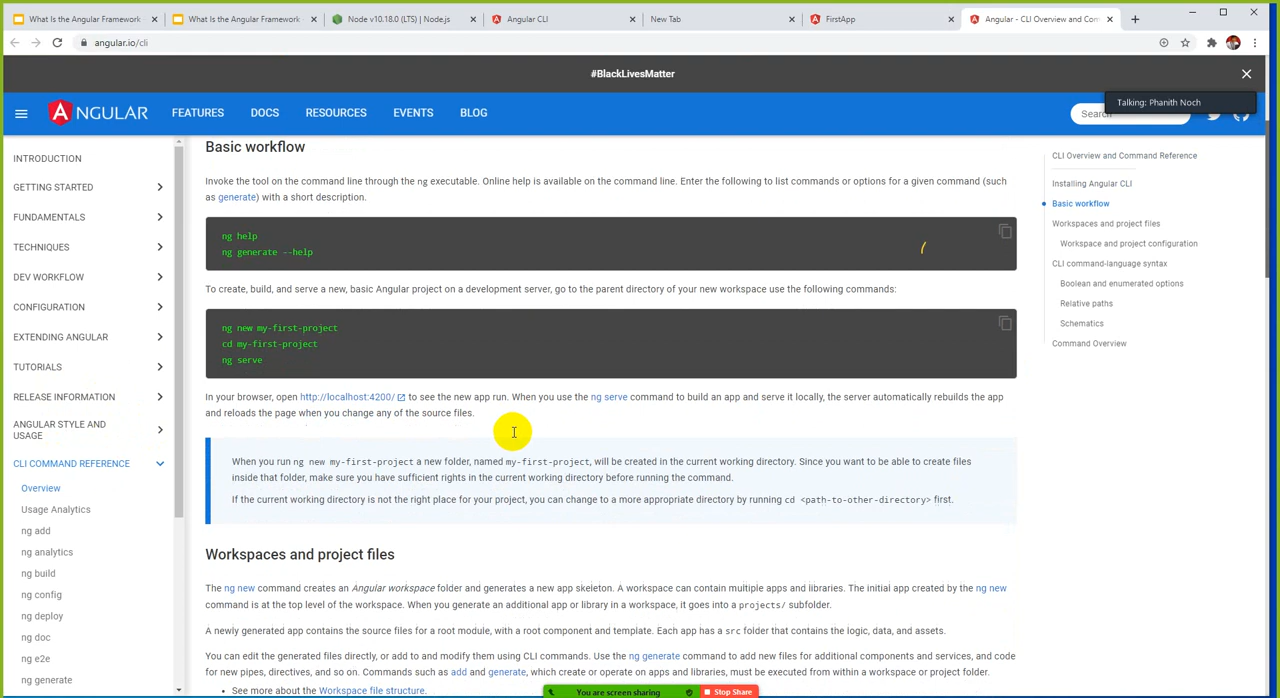 What Is the Angular Framework
What Is the Angular Framework
Node v10.18.0 (LTS) | Node.js
Angular CLI
New Tab
FirstApp
Angular - CLI Overview and Com
angular.io/cli
#BlackLivesMatter
Talking: Phanith Noch
ANGULAR
FEATURES
DOCS
RESOURCES
EVENTS
BLOG
Search
INTRODUCTION
GETTING STARTED
FUNDAMENTALS
TECHNIQUES
DEV WORKFLOW
CONFIGURATION
EXTENDING ANGULAR
TUTORIALS
RELEASE INFORMATION
ANGULAR STYLE AND
USAGE
CLI COMMAND REFERENCE
Overview
Usage Analytics
ng add
ng analytics
ng build
ng config
ng deploy
ng doc
ng e2e
ng generate
Basic workflow
Invoke the tool on the command line through the ng executable. Online help is available on the command line. Enter the following to list commands or options for a given command (such
as generate) with a short description.
ng help
ng generate --help
To create, build, and serve a new, basic Angular project on a development server, go to the parent directory of your new workspace use the following commands:
ng new my-first-project
cd my-first-project
ng serve
In your browser, open http://localhost:4200/ to see the new app run. When you use the ng serve command to build an app and serve it locally, the server automatically rebuilds the app
and reloads the page when you change any of the source files.
When you run ng new my-first-project a new folder, named my-first-project, will be created in the current working directory. Since you want to be able to create files
inside that folder, make sure you have sufficient rights in the current working directory before running the command.
If the current working directory is not the right place for your project, you can change to a more appropriate directory by running cd <path-to-other-directory> first.
Workspaces and project files
The ng new command creates an Angular workspace folder and generates a new app skeleton. A workspace can contain multiple apps and libraries. The initial app created by the ng new
command is at the top level of the workspace. When you generate an additional app or library in a workspace, it goes into a projects/ subfolder.
A newly generated app contains the source files for a root module, with a root component and template. Each app has a src folder that contains the logic, data, and assets.
You can edit the generated files directly, or add to and modify them using CLI commands. Use the ng generate command to add new files for additional components and services, and code
for new pipes, directives, and so on. Commands such as add and generate, which create or operate on apps and libraries, must be executed from within a workspace or project folder.
• See more about the Workspace file structure.
CLI Overview and Command Reference
Installing Angular CLI
Basic workflow
Workspaces and project files
Workspace and project configuration
CLI command-language syntax
Boolean and enumerated options
Relative paths
Schematics
Command Overview
You are screen sharing
Stop Share